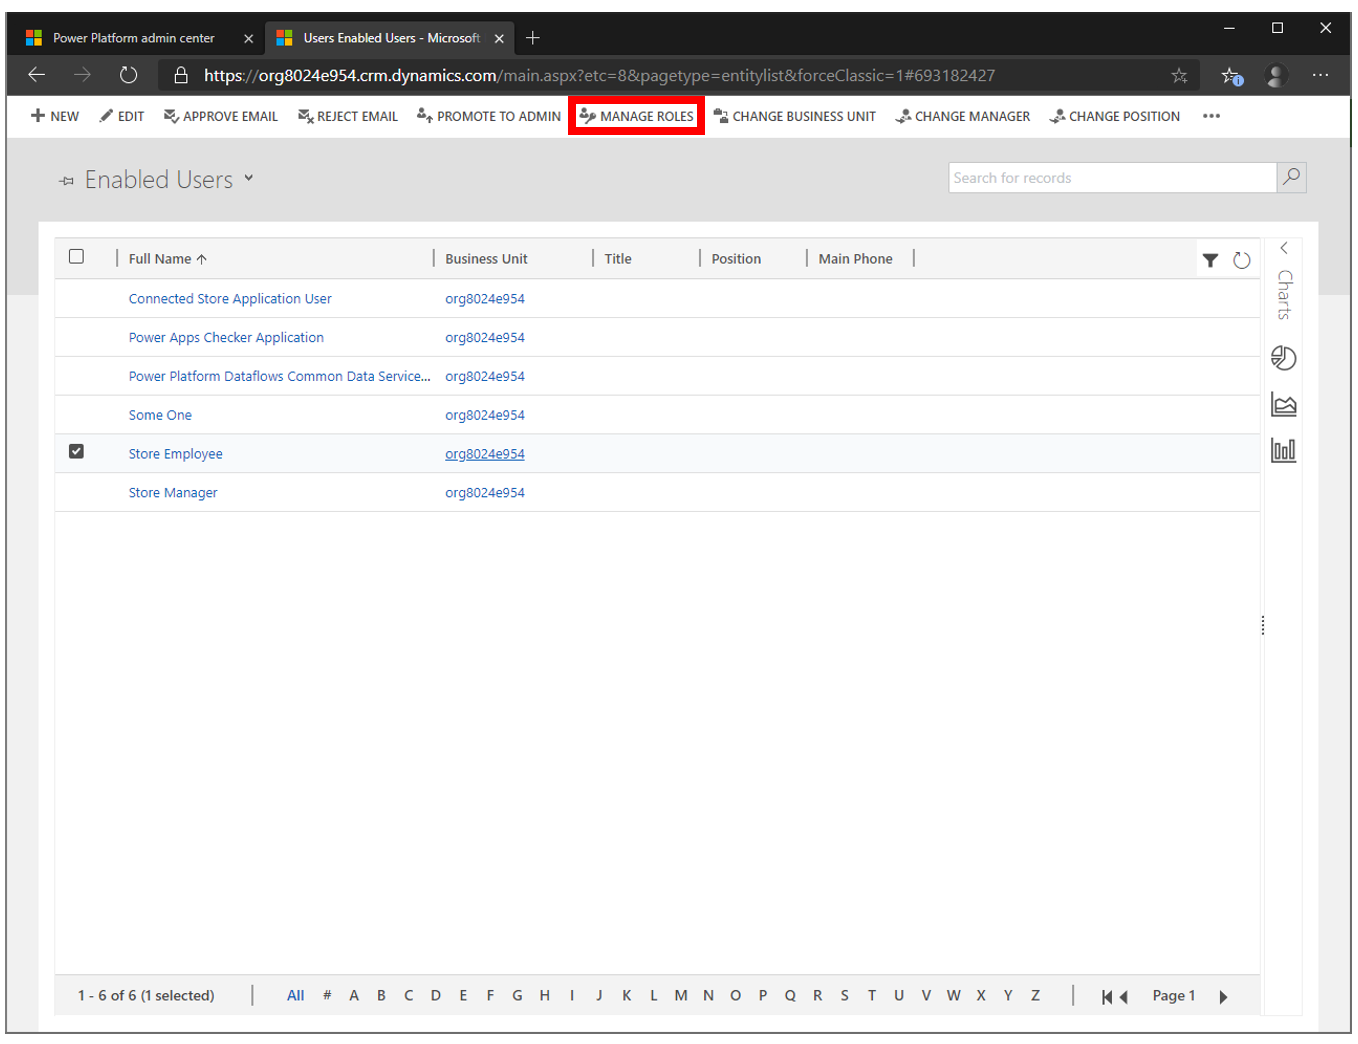 Power Platform admin center
Users Enabled Users - Microsoft
https://org8024e954.crm.dynamics.com/main.aspx?etc=8&pagetype=entitylist&forceClassic=1#693182427
NEW EDIT APPROVE EMAIL REJECT EMAIL PROMOTE TO ADMIN MANAGE ROLES CHANGE BUSINESS UNIT CHANGE MANAGER CHANGE POSITION
Enabled Users
Search for records
Full Name Business Unit Title Position Main Phone
Charts
Connected Store Application User org8024e954
Power Apps Checker Application org8024e954
Power Platform Dataflows Common Data Service... org8024e954
Some One org8024e954
Store Employee org8024e954
Store Manager org8024e954
1 - 6 of 6 (1 selected) All # A B C D E F G H I J K L M N O P Q R S T U V W X Y Z Page 1